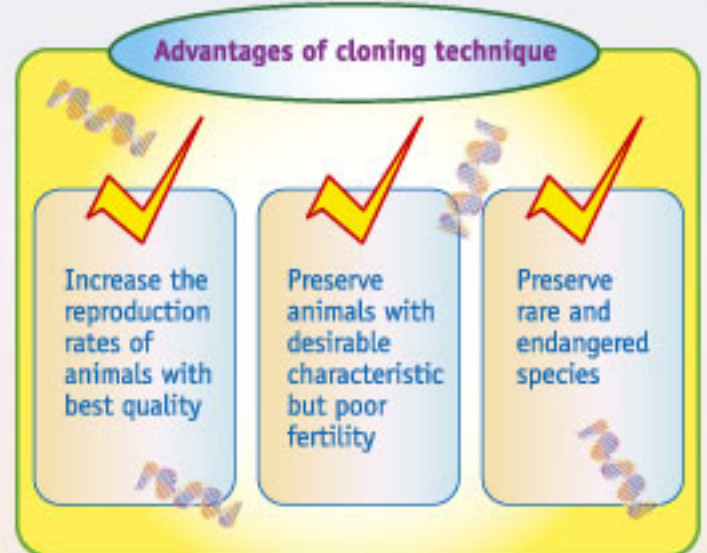 Advantages of cloning technique
Increase the
reproduction
rates of
animals with
best quality
Preserve
animals with
desirable
characteristic
but poor
fertility
Preserve
rare and
endangered
species